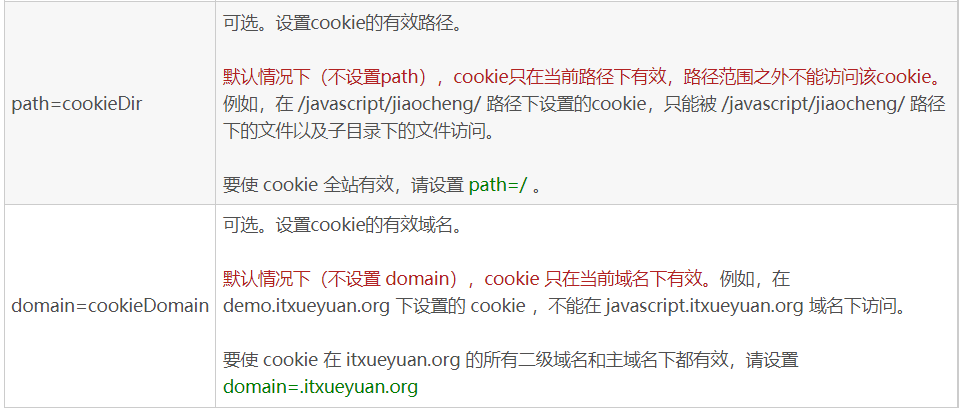 可选。设置cookie的有效路径。
默认情况下（不设置path），cookie只在当前路径下有效，路径范围之外不能访问该cookie。
path=cookieDir
例如，在 /javascript/jiaocheng/ 路径下设置的cookie，只能被 /javascript/jiaocheng/ 路径
下的文件以及子目录下的文件访问。
要使 cookie 全站有效，请设置 path=/ 。
可选。设置cookie的有效域名。
默认情况下（不设置 domain），cookie 只在当前域名下有效。例如，在
domain=cookieDomain
demo.itxueyuan.org 下设置的 cookie ，不能在 javascript.itxueyuan.org 域名下访问。
要使 cookie 在 itxueyuan.org 的所有二级域名和主域名下都有效，请设置
domain=.itxueyuan.org